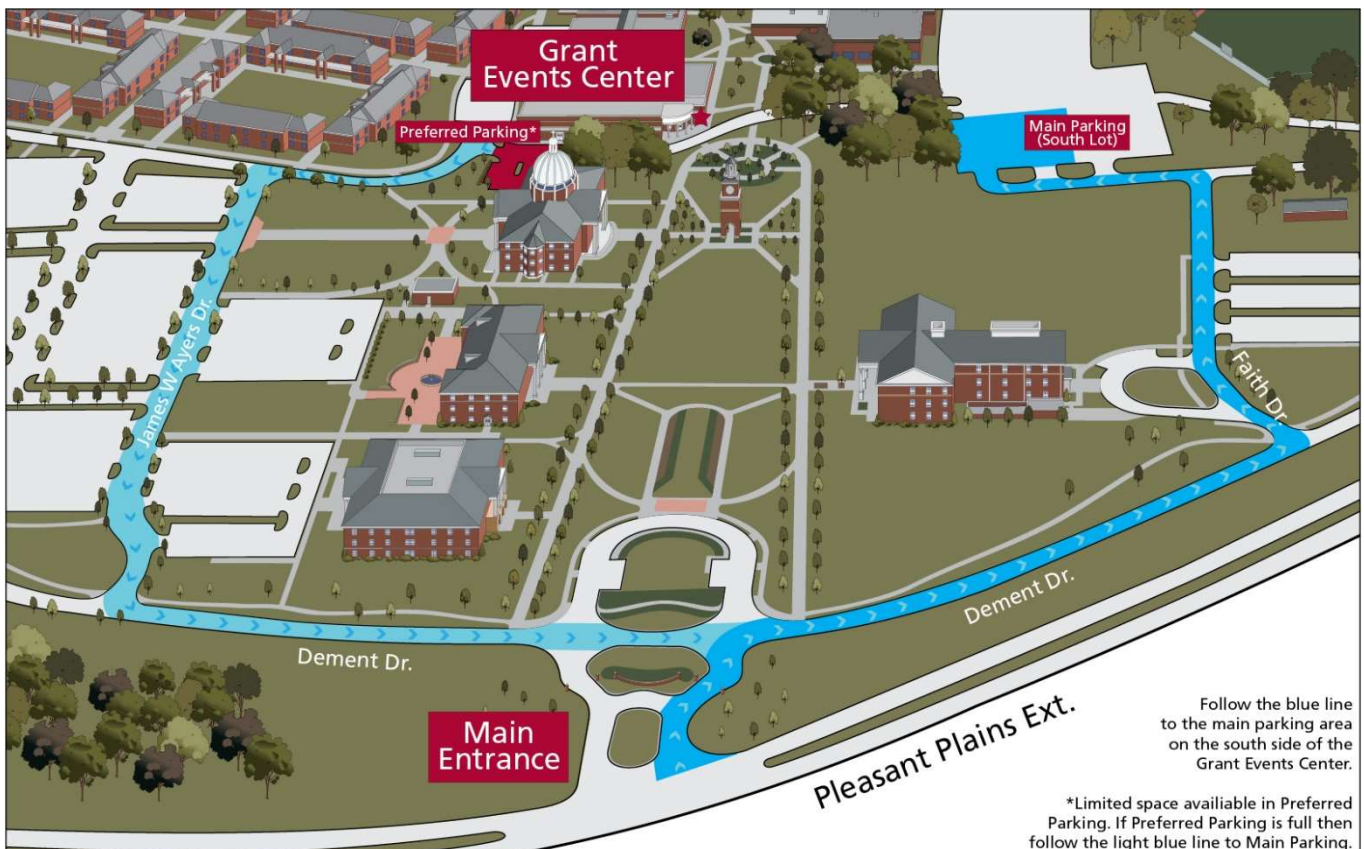 Grant
Events Center
Preferred Parking*
Main Parking
(South Lot)
James W. Ayers Dr.
Faith Dr.
Dement Dr.
Dement Dr.
Main
Entrance
Pleasant Plains Ext.
Follow the blue line
to the main parking area
on the south side of the
Grant Events Center.
*Limited space availiable in Preferred
Parking. If Preferred Parking is full then
follow the light blue line to Main Parking.